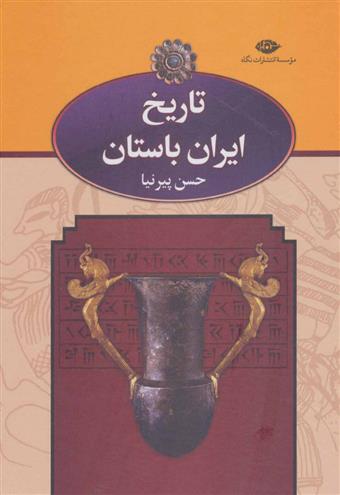 مؤسسهٔ انتشارات نگاه
تاریخ
ایران باستان
حسن پیرنیا